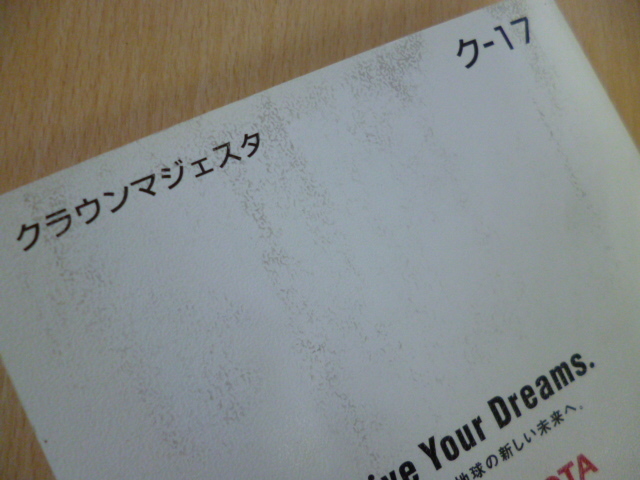 ク-17
クラウンマジェスタ
Your Dreams.
地球の新しい未来へ.